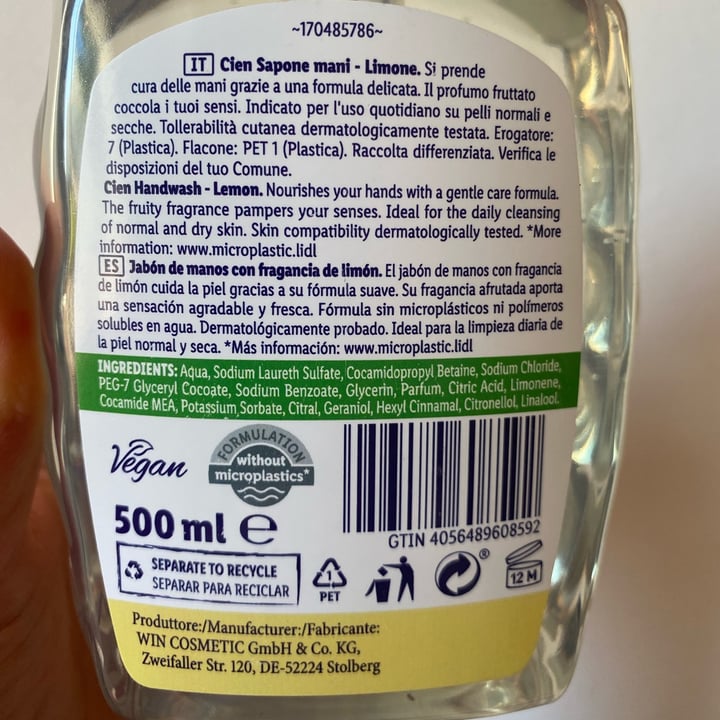 ~170485786~
IT Cien Sapone mani - Limone. Si prende
cura delle mani grazie a una formula delicata. Il profumo fruttato
coccola i tuoi sensi. Indicato per l'uso quotidiano su pelli normali e
secche. Tollerabilità cutanea dermatologicamente testata. Erogatore:
7 (Plastica). Flacone: PET 1 (Plastica). Raccolta differenziata. Verifica le
disposizioni del tuo Comune.
Cien Handwash - Lemon. Nourishes your hands with a gentle care formula.
The fruity fragrance pampers your senses. Ideal for the daily cleansing
of normal and dry skin. Skin compatibility dermatologically tested. *More
information: www.microplastic.lidl
ES Jabón de manos con fragancia de limón. El jabón de manos con fragancia
de limón cuida la piel gracias a su fórmula suave. Su fragancia afrutada aporta
una sensación agradable y fresca. Fórmula sin microplásticos ni polímeros
solubles en agua. Dermatológicamente probado. Ideal para la limpieza diaria de
la piel normal y seca. *Más información: www.microplastic.lidl
INGREDIENTS: Aqua, Sodium Laureth Sulfate, Cocamidopropyl Betaine, Sodium Chloride,
PEG-7 Glyceryl Cocoate, Sodium Benzoate, Glycerin, Parfum, Citric Acid, Limonene,
Cocamide MEA, Potassium Sorbate, Citral, Geraniol, Hexyl Cinnamal, Citronellol, Linalool.
Vegan
FORMULATION
without
microplastics*
500 ml e
GTIN 4056489608592
SEPARATE TO RECYCLE
SEPARAR PARA RECICLAR
1
PET
®
12 M
Produttore:/Manufacturer:/Fabricante:
WIN COSMETIC GmbH & Co. KG,
Zweifaller Str. 120, DE-52224 Stolberg